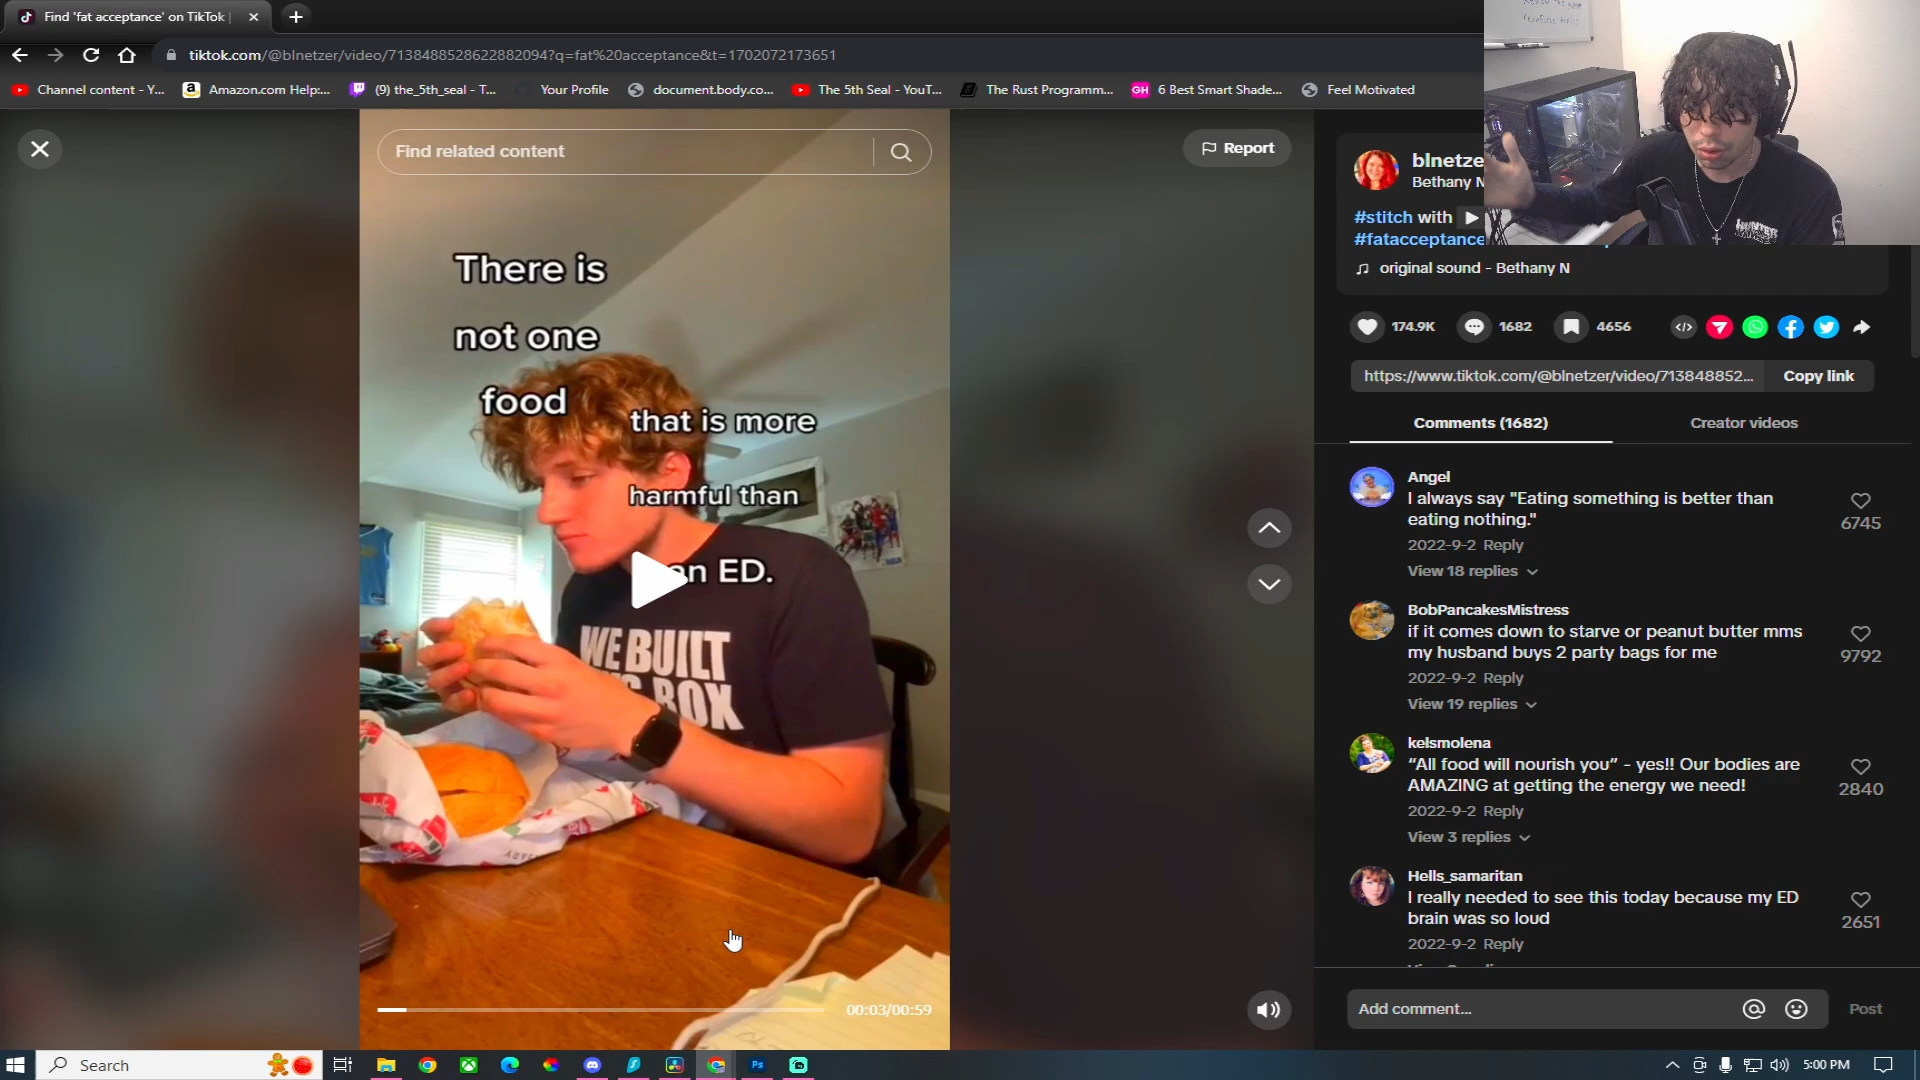 Find 'fat acceptance' on TikTok |
tiktok.com/@blnetzer/video/7138488528622882094?q=fat%20acceptance&t=1702072173651
Channel content - Y...
Amazon.com Help:...
(9) the_5th_seal - T...
Your Profile
document.body.co...
The 5th Seal - YouT...
The Rust Programm...
GH
6 Best Smart Shade...
Feel Motivated
Find related content
Report
There is
not one
food
that is more
harmful than
an ED.
WE BUILT
BOX
00:03/00:59
blnetze
Bethany N
#stitch with
#fatacceptance
original sound - Bethany N
174.9K
1682
4656
https://www.tiktok.com/@blnetzer/video/713848852...
Copy link
Comments (1682)
Creator videos
Angel
I always say "Eating something is better than
eating nothing."
6745
2022-9-2 Reply
View 18 replies
BobPancakesMistress
if it comes down to starve or peanut butter mms
my husband buys 2 party bags for me
9792
2022-9-2 Reply
View 19 replies
kelsmolena
“All food will nourish you” - yes!! Our bodies are
AMAZING at getting the energy we need!
2840
2022-9-2 Reply
View 3 replies
Hells_samaritan
I really needed to see this today because my ED
brain was so loud
2651
2022-9-2 Reply
Add comment...
Post
Search
Ps
5:00 PM